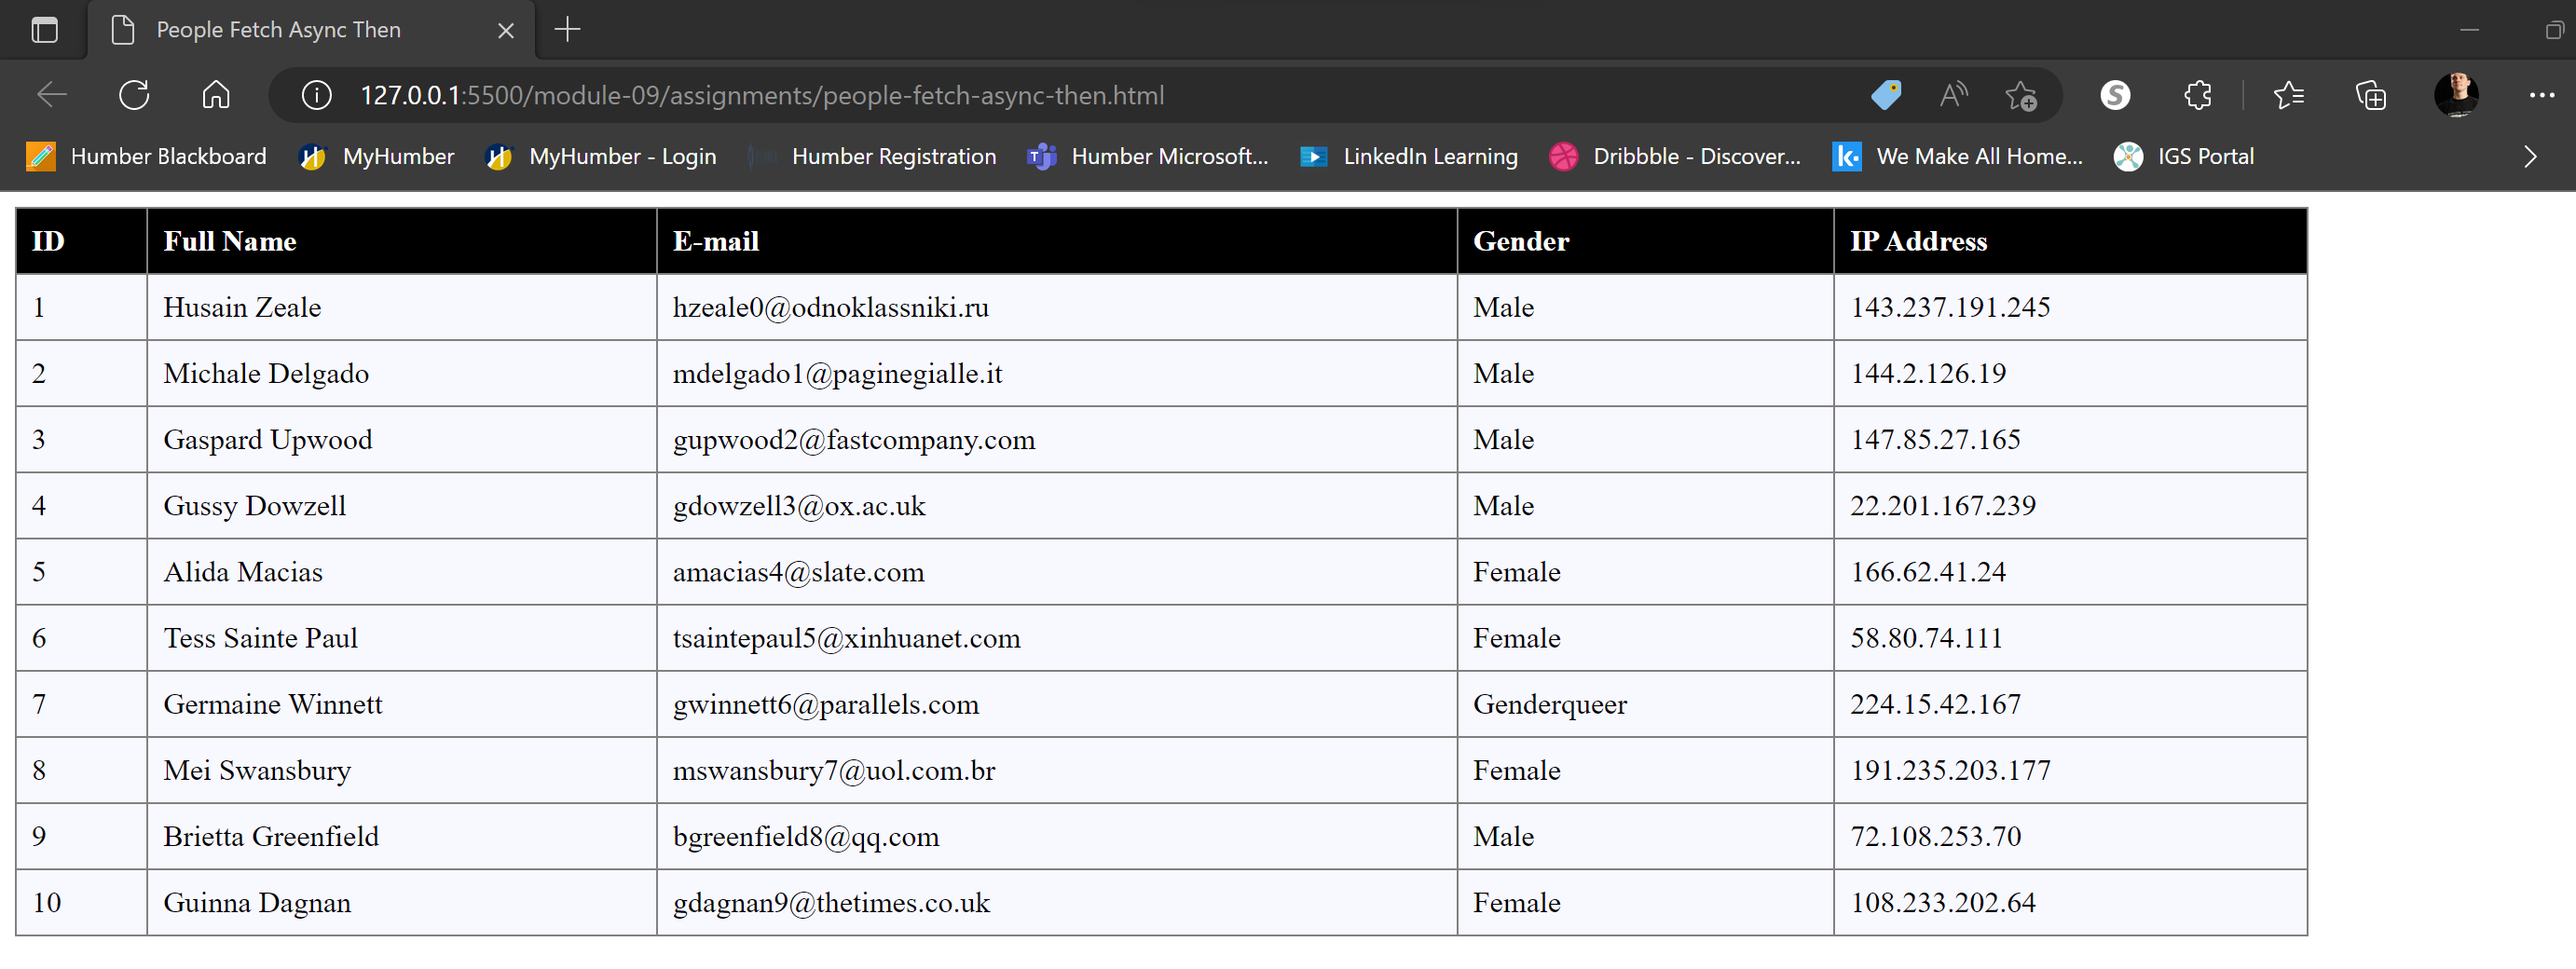 People Fetch Async Then
127.0.0.1:5500/module-09/assignments/people-fetch-async-then.html
Humber Blackboard MyHumber MyHumber - Login Humber Registration Humber Microsoft... LinkedIn Learning Dribbble - Discover... We Make All Home... IGS Portal
ID Full Name E-mail Gender IP Address
1 Husain Zeale hzeale0@odnoklassniki.ru Male 143.237.191.245
2 Michale Delgado mdelgado1@paginegialle.it Male 144.2.126.19
3 Gaspard Upwood gupwood2@fastcompany.com Male 147.85.27.165
4 Gussy Dowzell gdowzell3@ox.ac.uk Male 22.201.167.239
5 Alida Macias amacias4@slate.com Female 166.62.41.24
6 Tess Sainte Paul tsaintepaul5@xinhuanet.com Female 58.80.74.111
7 Germaine Winnett gwinnett6@parallels.com Genderqueer 224.15.42.167
8 Mei Swansbury mswansbury7@uol.com.br Female 191.235.203.177
9 Brietta Greenfield bgreenfield8@qq.com Male 72.108.253.70
10 Guinna Dagnan gdagnan9@thetimes.co.uk Female 108.233.202.64